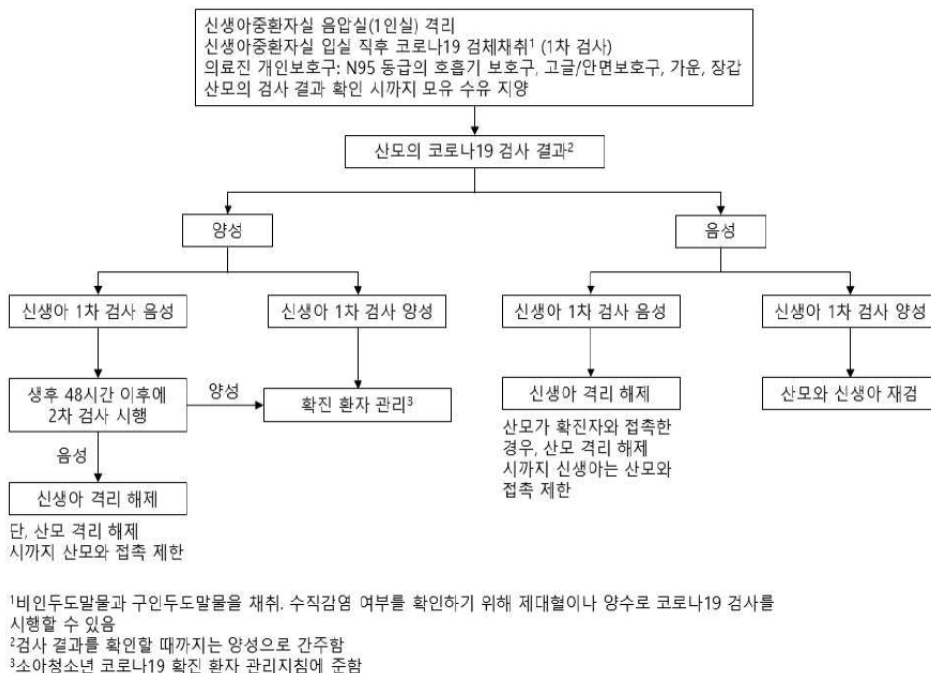 신생아중환자실 음압실(1인실) 격리
신생아중환자실 입실 직후 코로나19 검체채취¹ (1차 검사)
의료진 개인보호구: N95 등급의 호흡기 보호구, 고글/안면보호구, 가운, 장갑
산모의 검사 결과 확인 시까지 모유 수유 지양
산모의 코로나19 검사 결과²
양성
음성
신생아 1차 검사 음성
신생아 1차 검사 양성
신생아 1차 검사 음성
신생아 1차 검사 양성
생후 48시간 이후에
2차 검사 시행
양성
확진 환자 관리³
신생아 격리 해제
산모와 신생아 재검
산모가 확진자와 접촉한
경우, 산모 격리 해제
시까지 신생아는 산모와
접촉 제한
음성
신생아 격리 해제
단, 산모 격리 해제
시까지 산모와 접촉 제한
¹비인두도말물과 구인두도말물을 채취. 수직감염 여부를 확인하기 위해 제대혈이나 양수로 코로나19 검사를
시행할 수 있음
²검사 결과를 확인할 때까지는 양성으로 간주함
³소아청소년 코로나19 확진 환자 관리지침에 준함